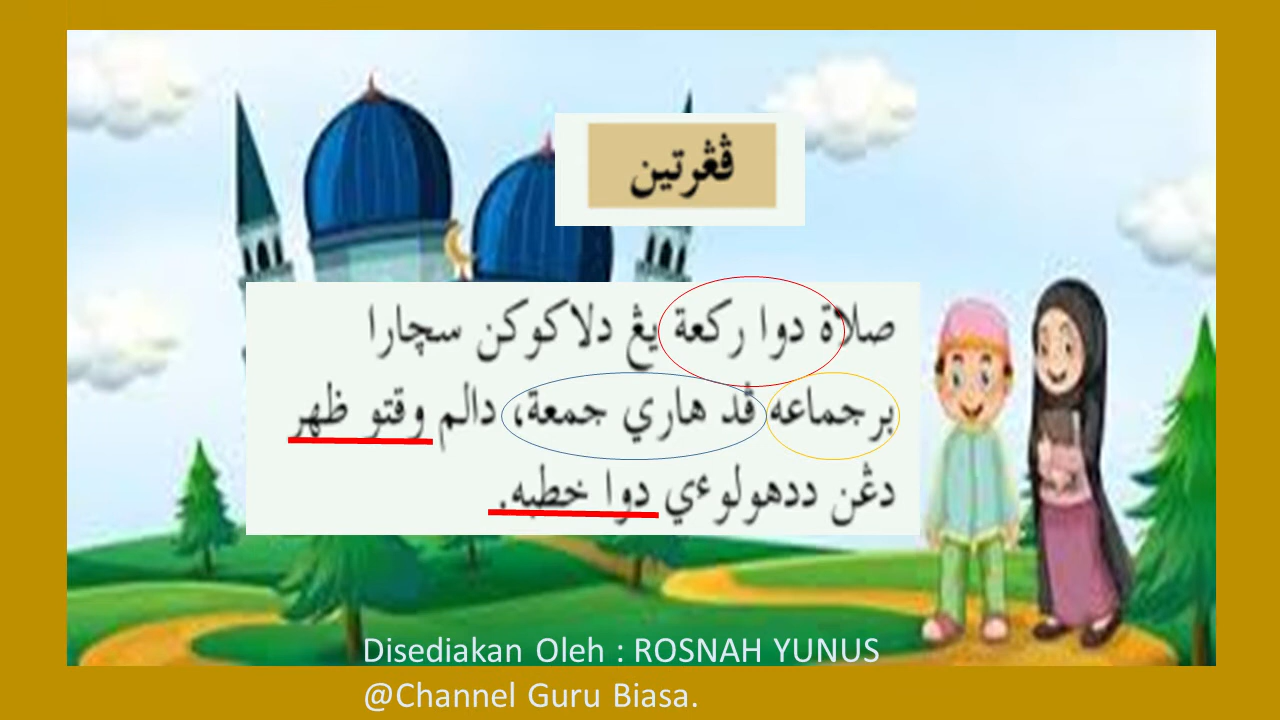 ڤڠرتين
صلاة دوا ركعة يڠ دلاكوكن سچارا
برجماعه ڤد هاري جمعة، دالم وقتو ظهر
دڠن ددهولوءي دوا خطبه.
Disediakan Oleh : ROSNAH YUNUS
@Channel Guru Biasa.